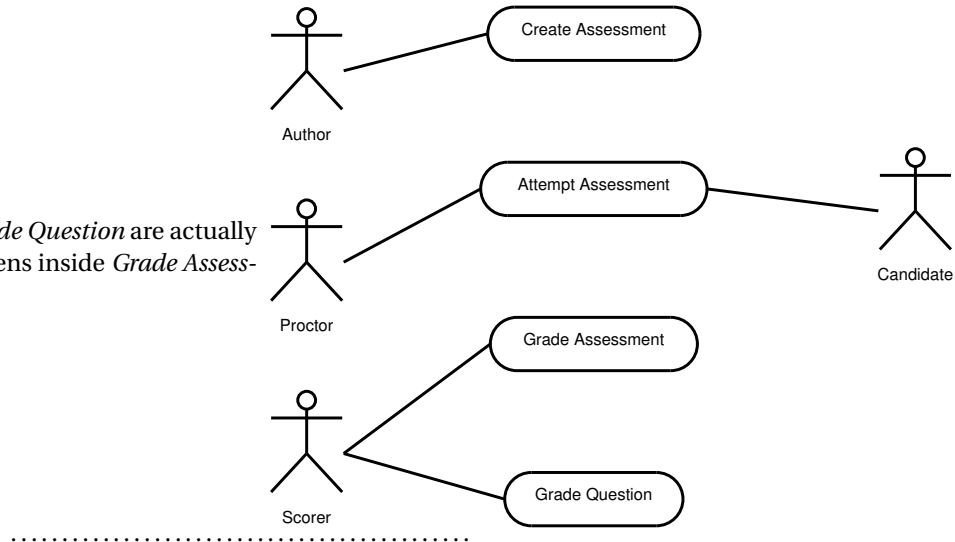 Create Assessment
Author
Attempt Assessment
de Question are actually
ens inside Grade Assess-
Candidate
Proctor
Grade Assessment
Grade Question
Scorer
..............................................